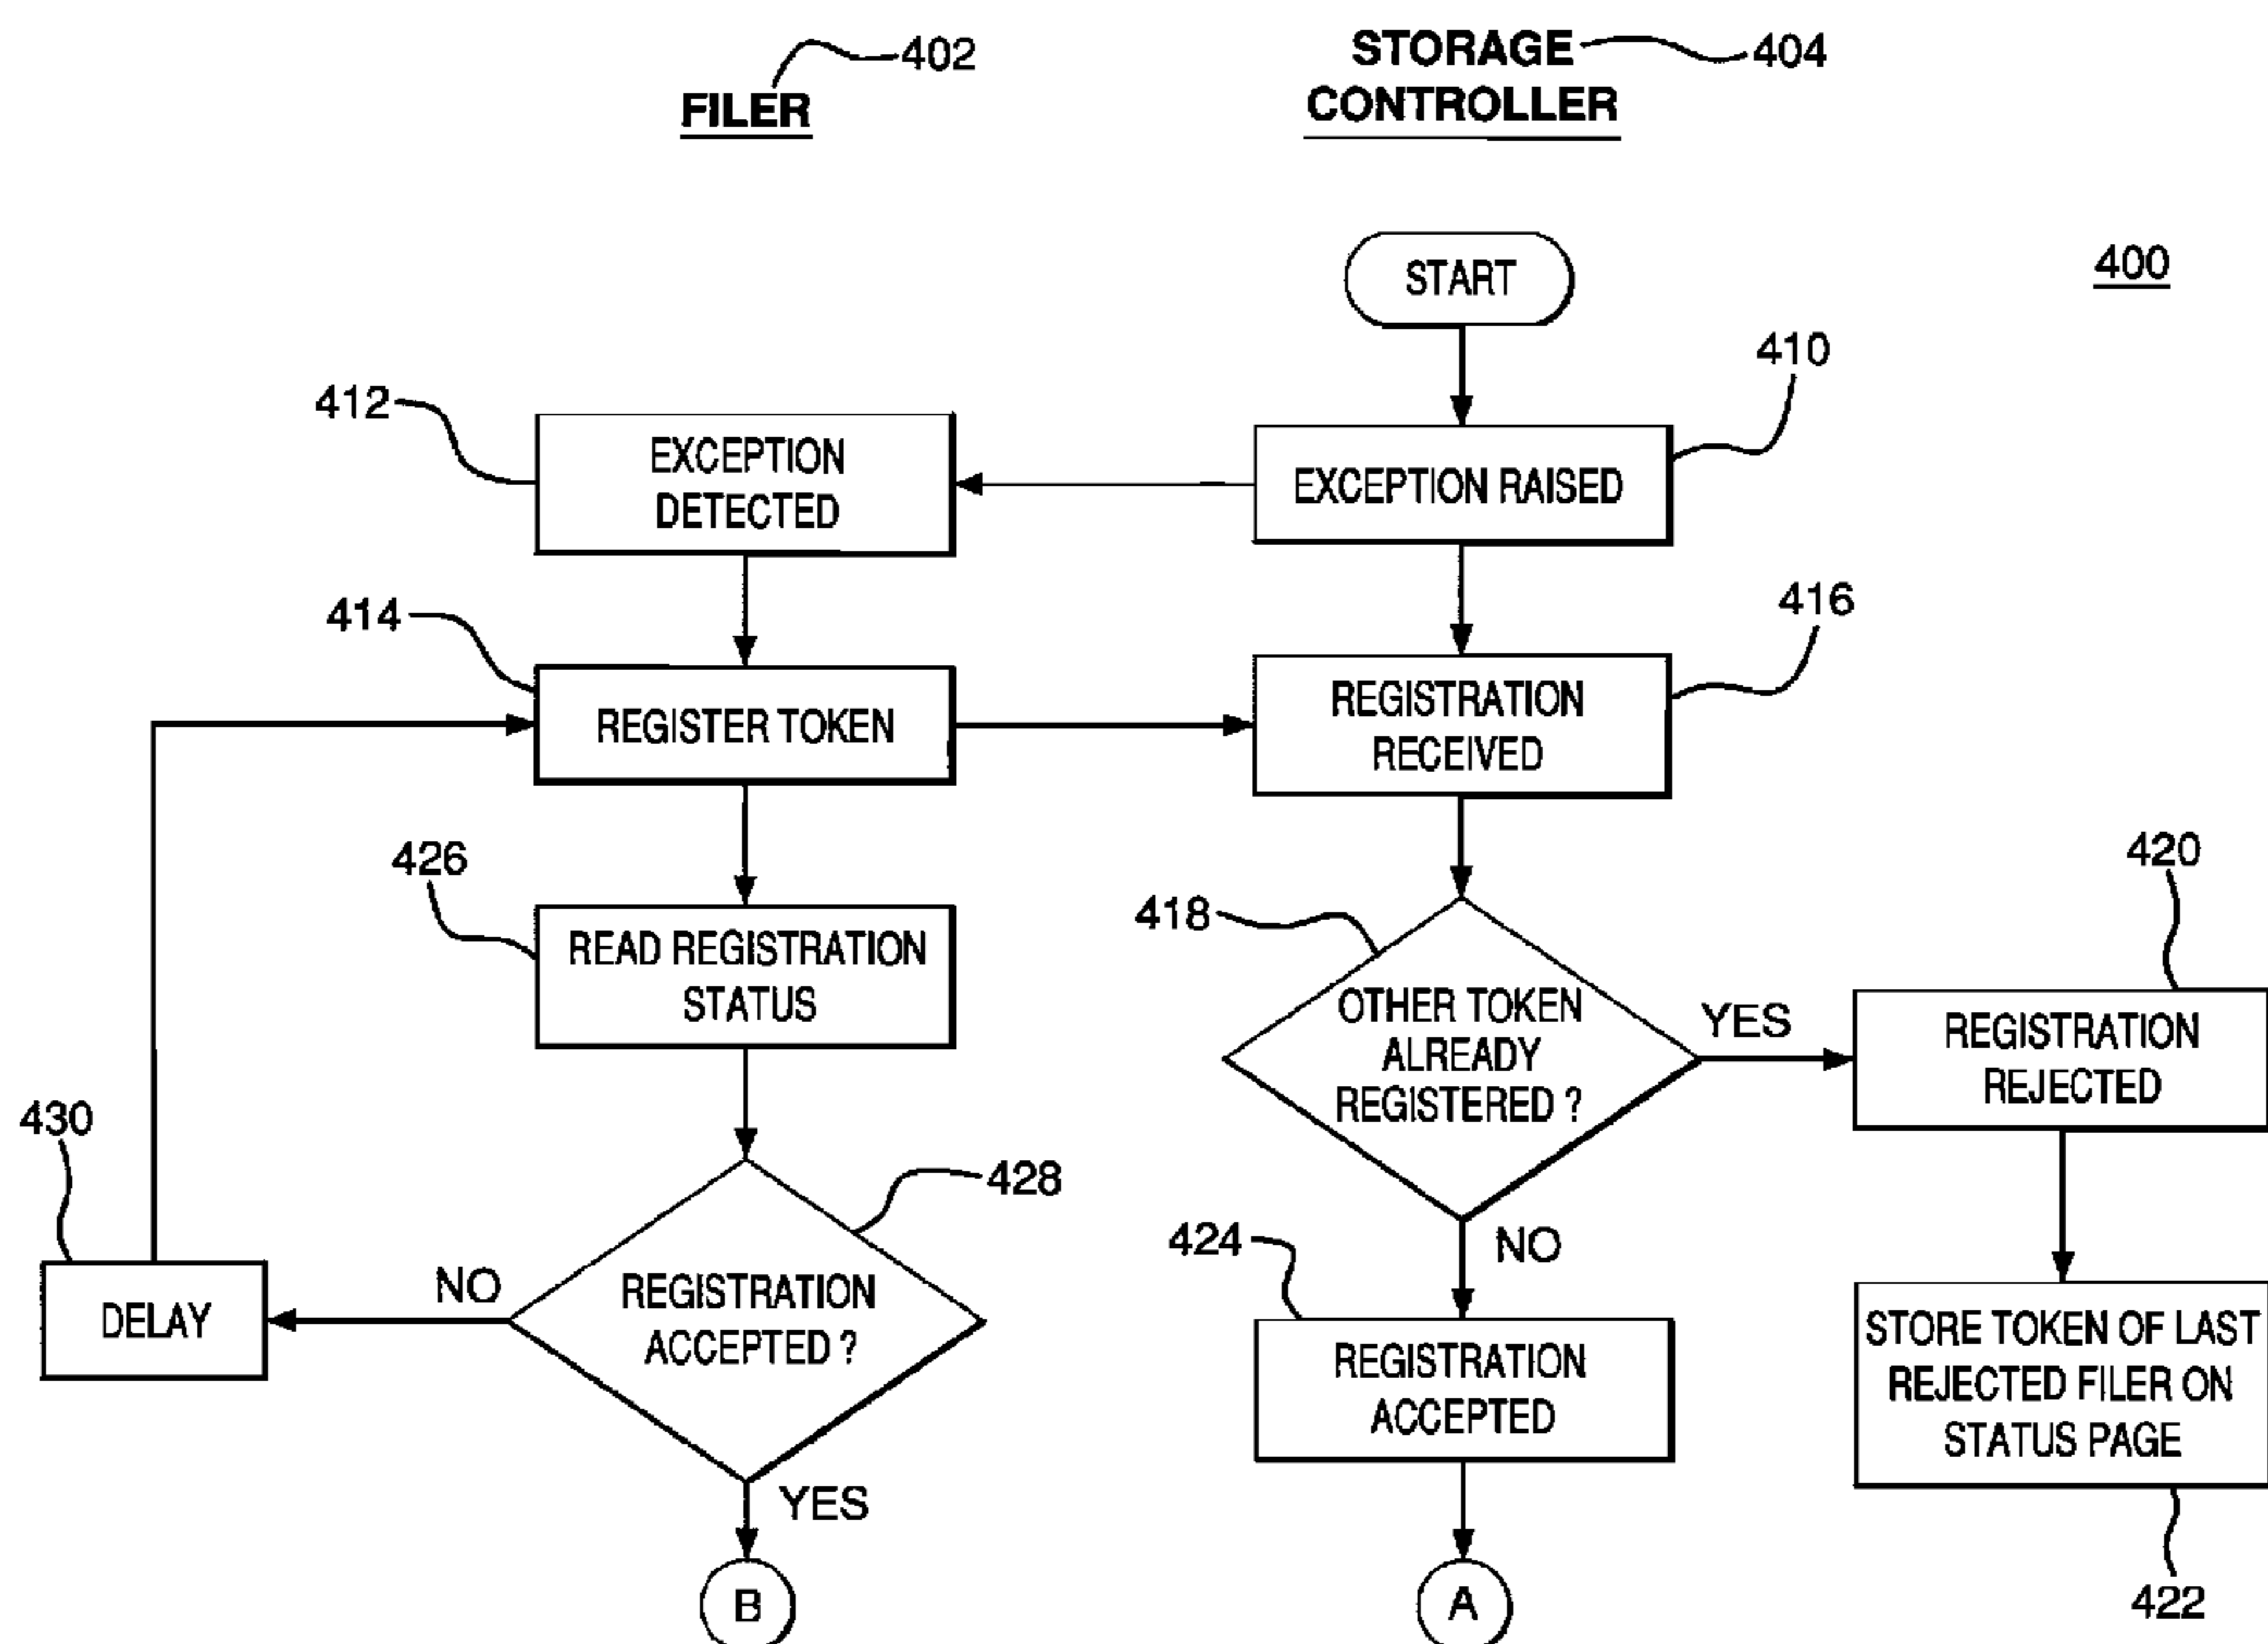 402
FILER
STORAGE
CONTROLLER
404
START
400
410
412
EXCEPTION
DETECTED
EXCEPTION RAISED
414
416
REGISTER TOKEN
REGISTRATION
RECEIVED
426
READ REGISTRATION
STATUS
418
OTHER TOKEN
ALREADY
REGISTERED ?
YES
420
REGISTRATION
REJECTED
430
DELAY
NO
428
REGISTRATION
ACCEPTED ?
YES
B
424
NO
REGISTRATION
ACCEPTED
A
STORE TOKEN OF LAST
REJECTED FILER ON
STATUS PAGE
422